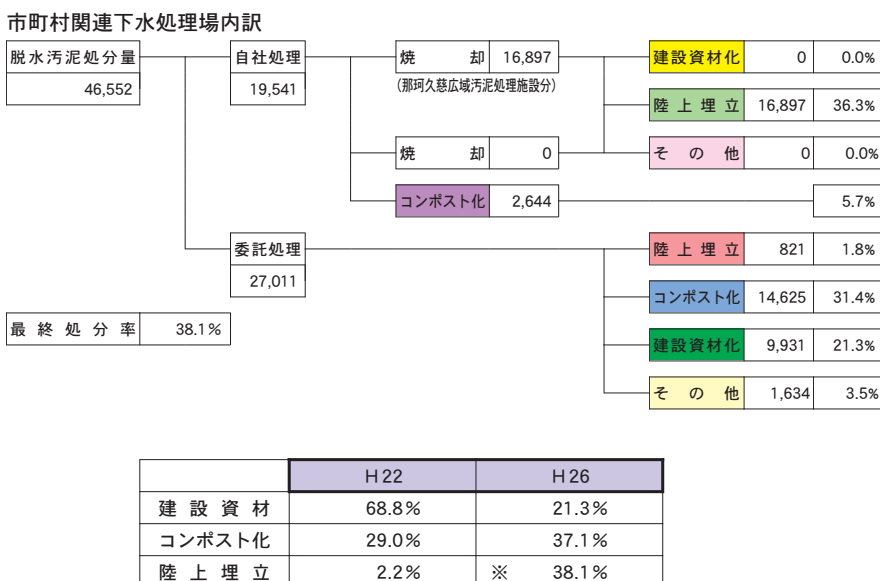 市町村関連下水処理場内訳
脱水汚泥処分量 自社処理 焼却 16,897 建設資材化 0 0.0%
46,552 19,541 (那珂久慈広域汚泥処理施設分)
陸上埋立 16,897 36.3%
焼却 0 その他 0 0.0%
コンポスト化 2,644 5.7%
委託処理 陸上埋立 821 1.8%
27,011
コンポスト化 14,625 31.4%
最終処分率 38.1%
建設資材化 9,931 21.3%
その他 1,634 3.5%
H22 H26
建設資材 68.8% 21.3%
コンポスト化 29.0% 37.1%
陸上埋立 2.2% ※ 38.1%